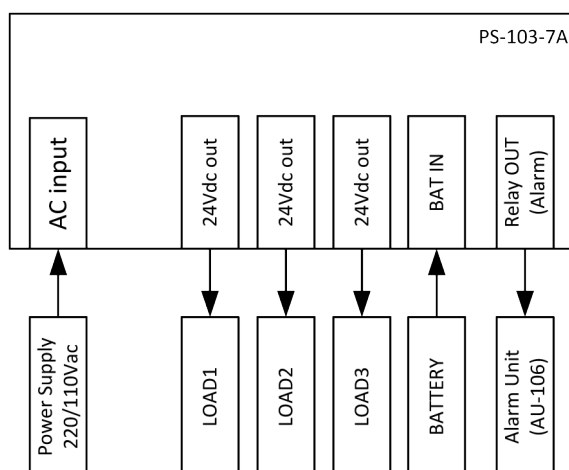 PS-103-7A
AC input
24Vdc out
24Vdc out
24Vdc out
BAT IN
Relay OUT
(Alarm)
Power Supply
220/110Vac
LOAD1
LOAD2
LOAD3
BATTERY
Alarm Unit
(AU-106)